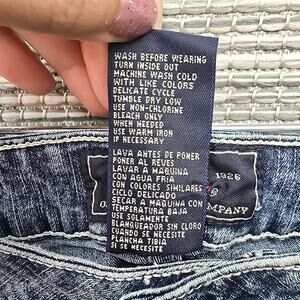 WASH BEFORE WEARING
TURN INSIDE OUT
MACHINE WASH COLD
WITH LIKE COLORS
DELICATE CYCLE
TUMBLE DRY LOW
USE NON-CHLORINE
BLEACH ONLY
WHEN NEEDED
USE WARM IRON
IF NECESSARY
LAVA ANTES DE PONER
PONER AL REVES
LAVAR A MAQUINA
CON AGUA FRIA
CON COLORES SIMILARES
CICLO DELICADO
SECAR A MAQUINA CON
TEMPERATURA BAJA
USE SOLAMENTE
BLANQUEADOR SIN CLORO
CUANDO SE NECESITE
PLANCHA TIBIA
SI SE NECESITE
1926
MPANY